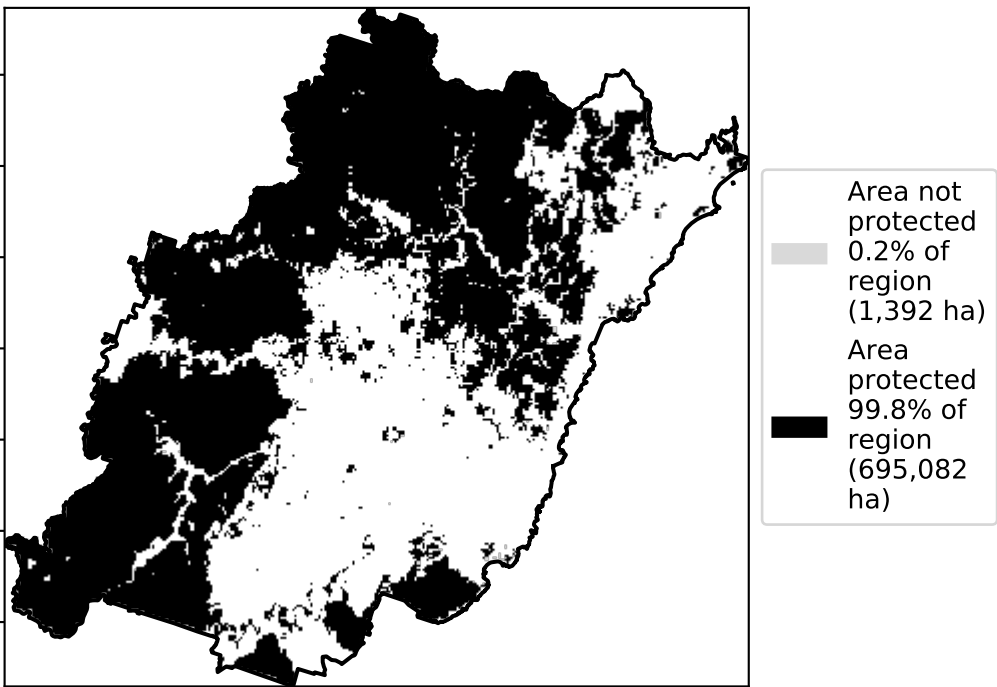 Area not
protected
0.2% of
region
(1,392 ha)
Area
protected
99.8% of
region
(695,082
ha)